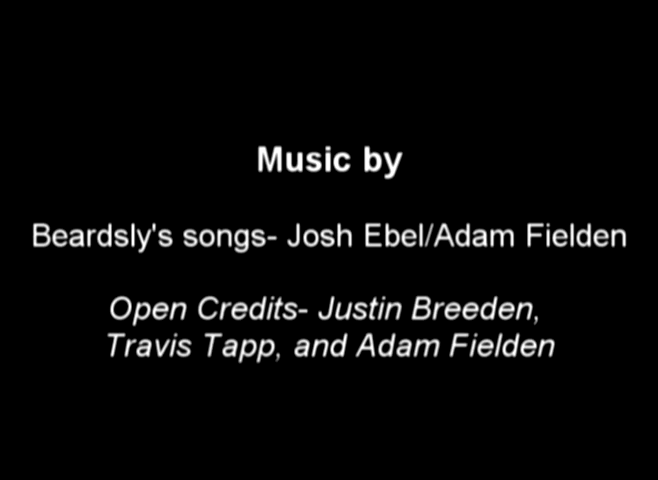 Music by
Beardsly's songs- Josh Ebel/Adam Fielden
Open Credits- Justin Breeden,
Travis Tapp, and Adam Fielden